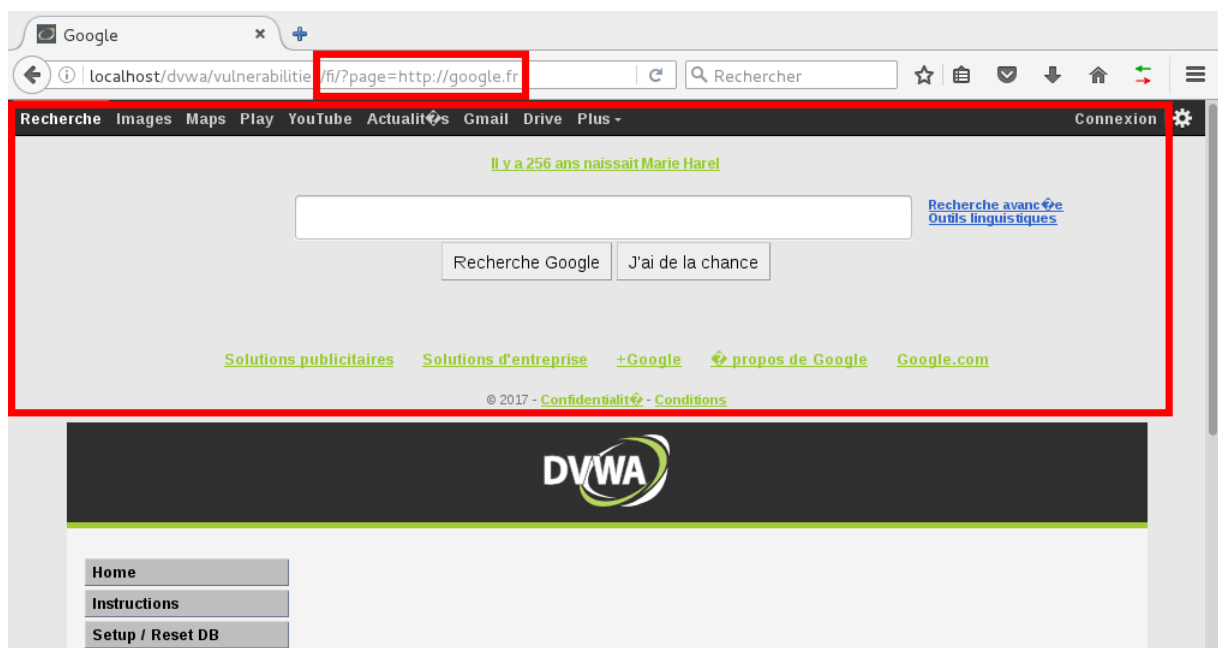 Google
localhost/dvwa/vulnerabilitie /fi/?page=http://google.fr
Rechercher
Recherche Images Maps Play YouTube Actualit�s Gmail Drive Plus
Connexion
Il y a 256 ans naissait Marie Harel
Recherche avanc�e
Outils linguistiques
Recherche Google
J'ai de la chance
Solutions publicitaires Solutions d'entreprise +Google � propos de Google Google.com
© 2017 - Confidentialit� - Conditions
DVWA
Home
Instructions
Setup / Reset DB